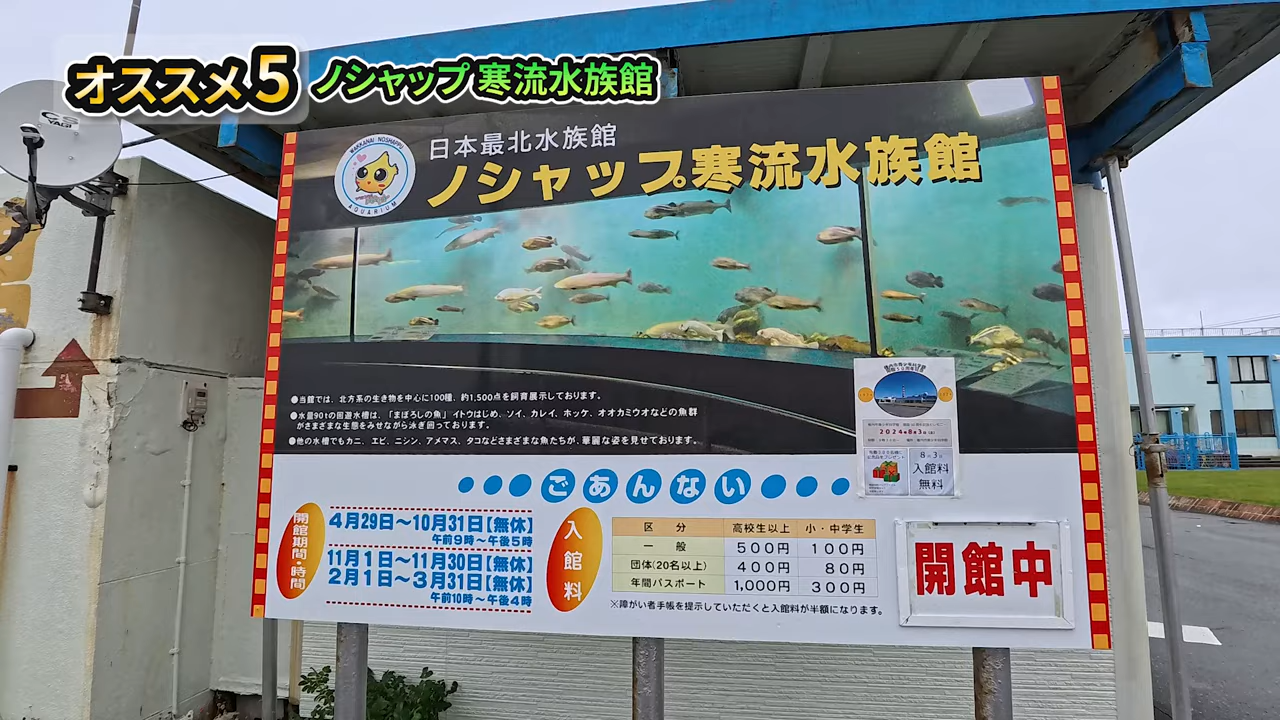 オススメ5 ノシャップ寒流水族館
CS
YAGI
WAKKANAI NOSHAPPU
AQUARIUM
日本最北水族館
ノシャップ寒流水族館
●当館では、北方系の生き物を中心に100種、約1,500点を飼育展示しております。
●水量90tの回遊水槽は、「まぼろしの魚」イトウはじめ、ソイ、カレイ、ホッケ、オオカミウオなどの魚群
がさまざまな生態をみせながら泳ぎ回っております。
●他の水槽でもカニ、エビ、ニシン、アメマス、タコなどさまざまな魚たちが、華麗な姿を見せております。
2024年8月3日
8月3日
入館料
無料
ごあんない
開館期間・時間
4月29日～10月31日【無休】
午前9時～午後5時
11月1日～11月30日【無休】
2月1日～3月31日【無休】
午前10時～午後4時
入館料
区分 高校生以上 小・中学生
一般 500円 100円
団体(20名以上) 400円 80円
年間パスポート 1,000円 300円
※障がい者手帳を提示していただくと入館料が半額になります。
開館中